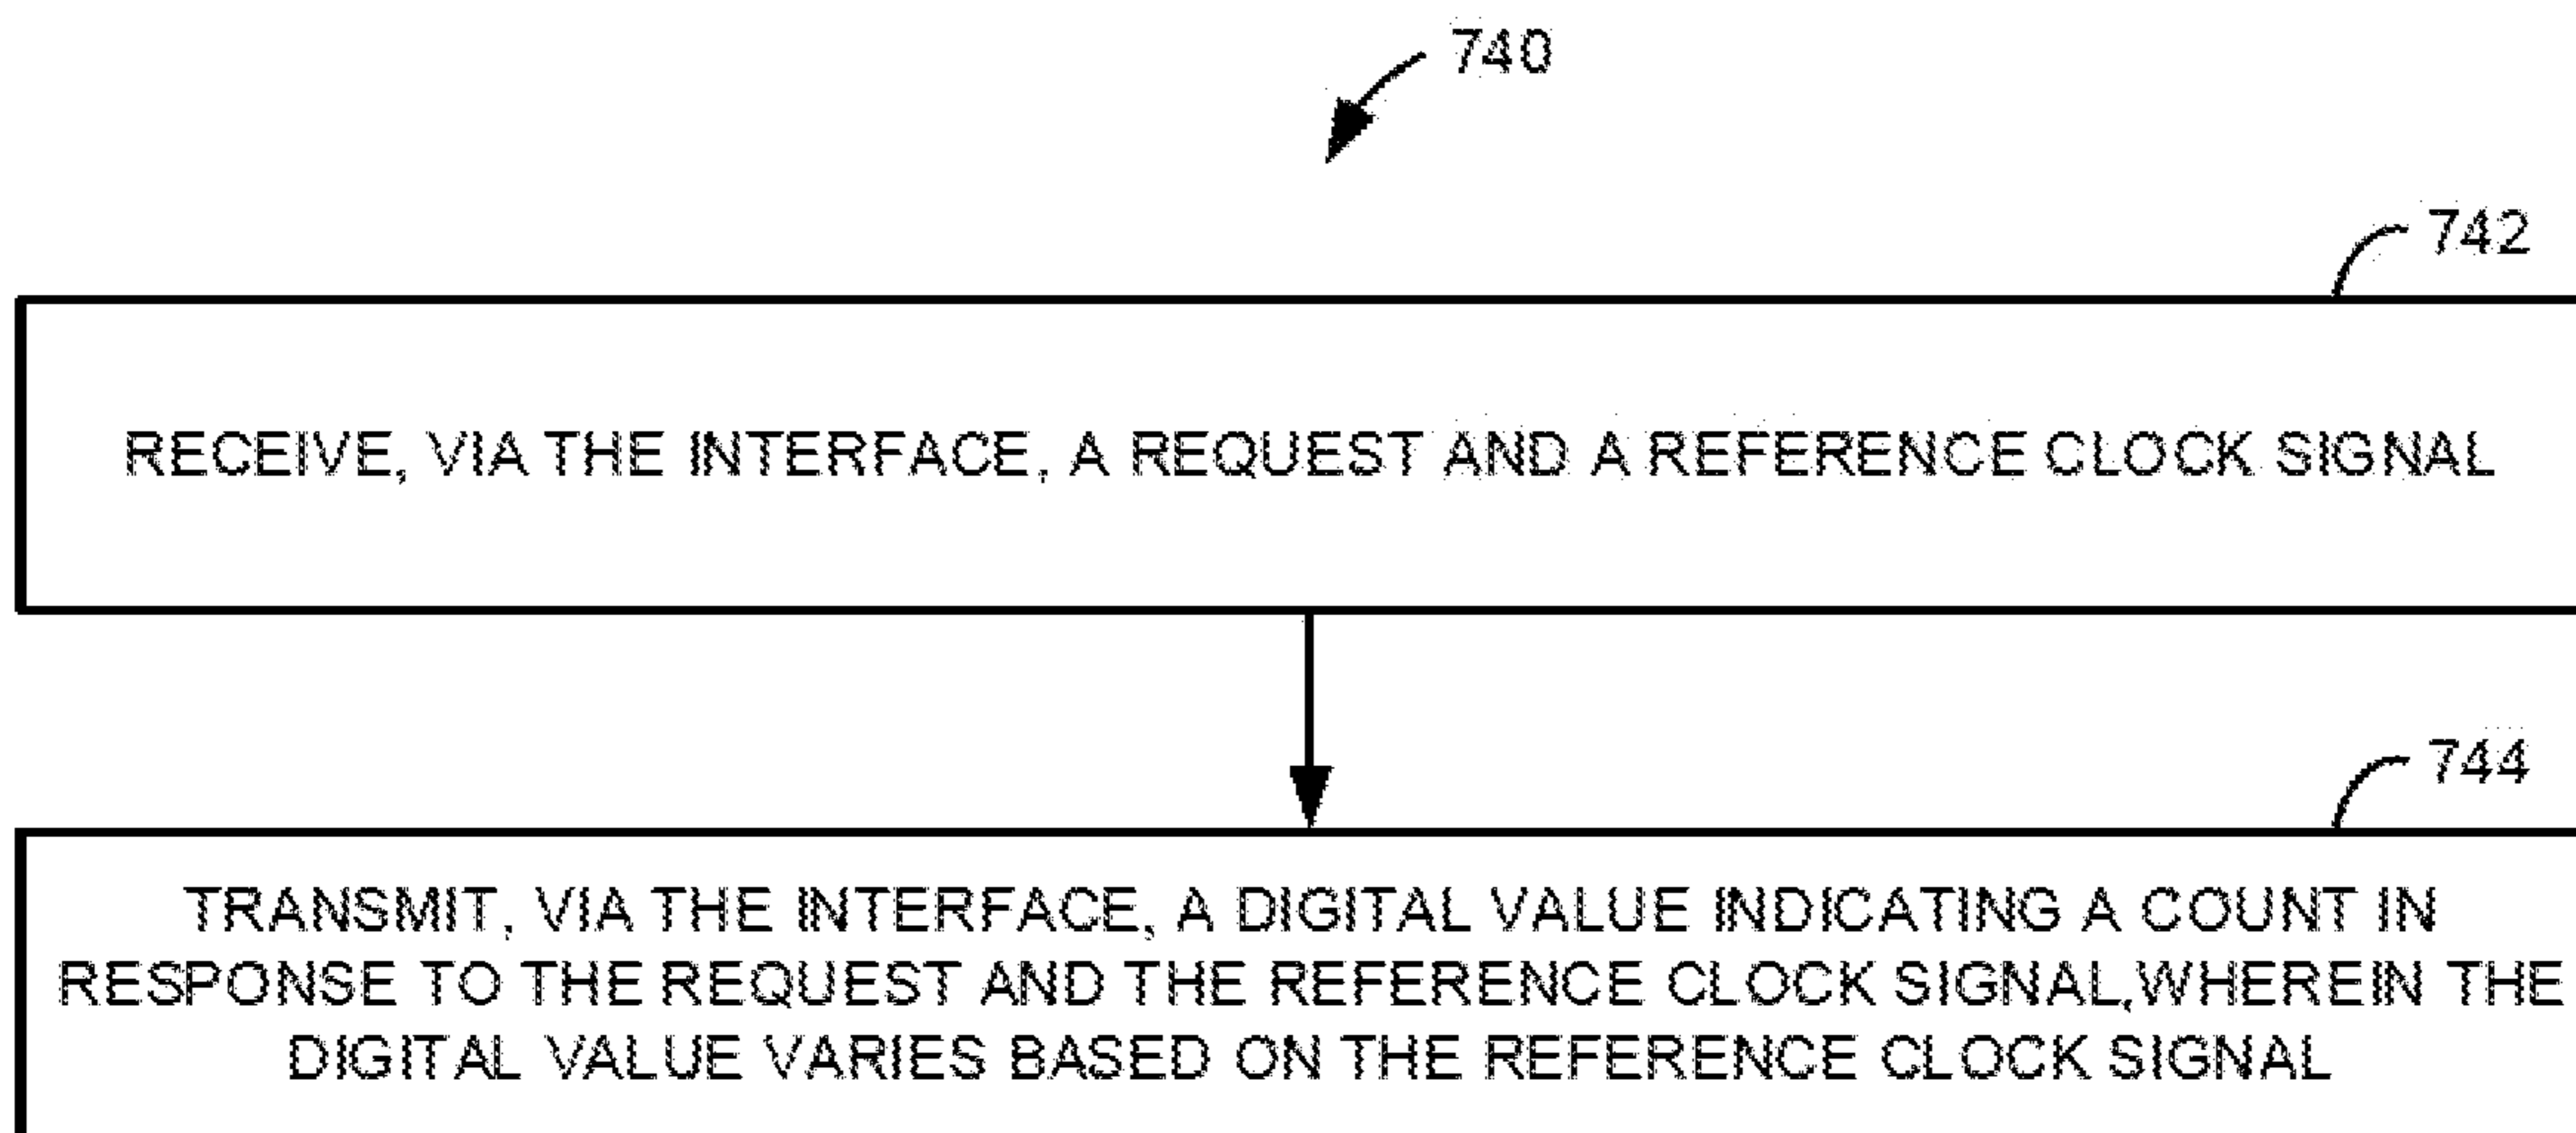 740
742
RECEIVE, VIA THE INTERFACE, A REQUEST AND A REFERENCE CLOCK SIGNAL
744
TRANSMIT, VIA THE INTERFACE, A DIGITAL VALUE INDICATING A COUNT IN
RESPONSE TO THE REQUEST AND THE REFERENCE CLOCK SIGNAL,WHEREIN THE
DIGITAL VALUE VARIES BASED ON THE REFERENCE CLOCK SIGNAL